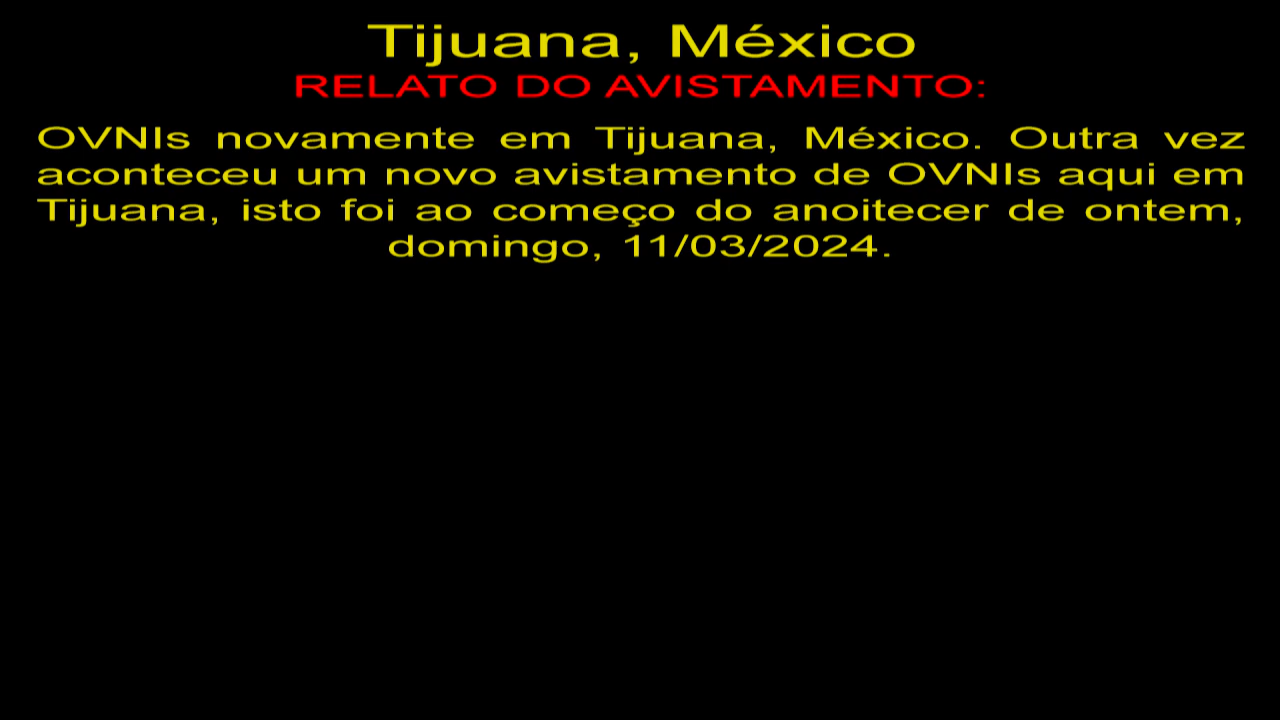 Tijuana, México
RELATO DO AVISTAMENTO:
OVNIs novamente em Tijuana, México. Outra vez
aconteceu um novo avistamento de OVNIs aqui em
Tijuana, isto foi ao começo do anoitecer de ontem,
domingo, 11/03/2024.